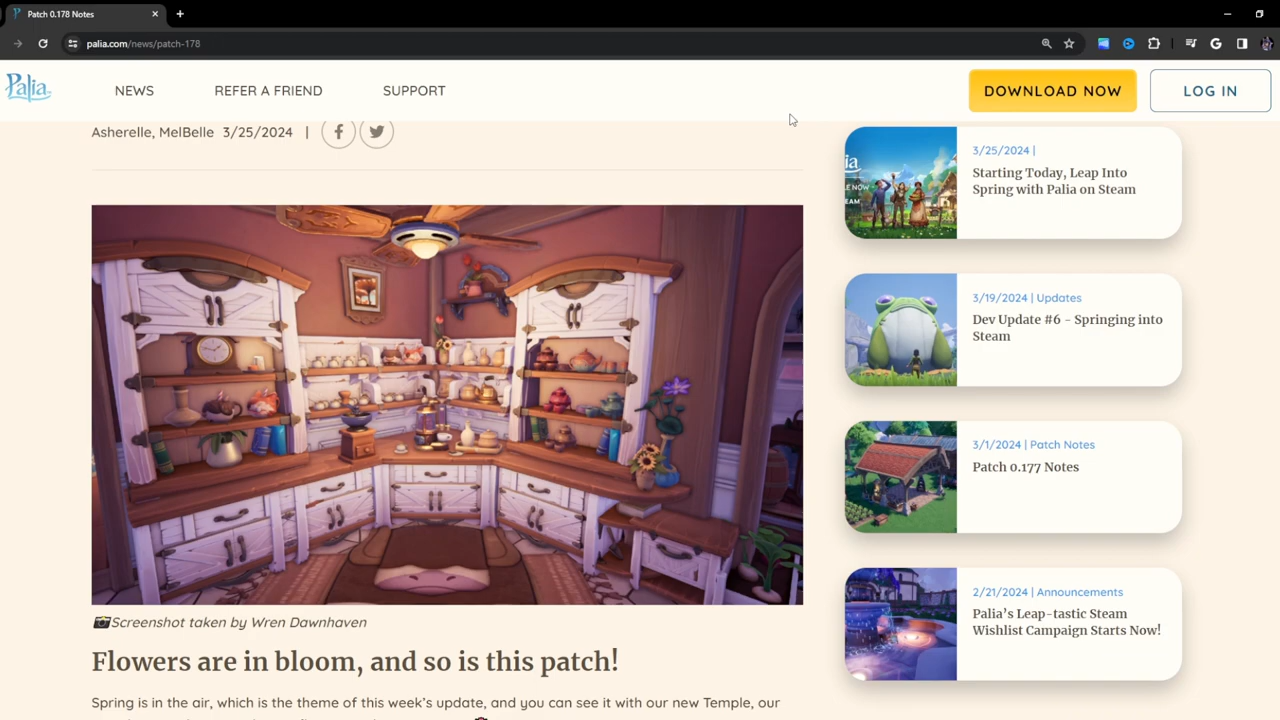 Patch 0.178 Notes
palia.com/news/patch-178
Palia
NEWS
REFER A FRIEND
SUPPORT
DOWNLOAD NOW
LOG IN
Asherelle, MelBelle 3/25/2024 |
📸Screenshot taken by Wren Dawnhaven
Flowers are in bloom, and so is this patch!
Spring is in the air, which is the theme of this week's update, and you can see it with our new Temple, our
3/25/2024 |
Starting Today, Leap Into
Spring with Palia on Steam
3/19/2024 | Updates
Dev Update #6 - Springing into
Steam
3/1/2024 | Patch Notes
Patch 0.177 Notes
2/21/2024 | Announcements
Palia's Leap-tastic Steam
Wishlist Campaign Starts Now!